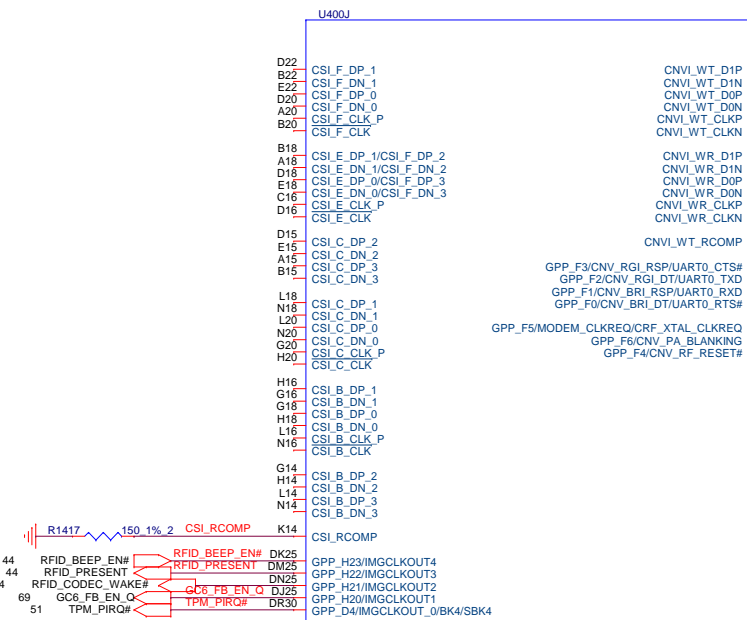 U400J
D22 CSI_F_DP_1 CNVI_WT_D1P
B22 CSI_F_DN_1 CNVI_WT_D1N
E22 CSI_F_DP_0 CNVI_WT_D0P
D20 CSI_F_DN_0 CNVI_WT_D0N
A20 CSI_F_CLK_P CNVI_WT_CLKP
B20 CSI_F_CLK CNVI_WT_CLKN
B18 CSI_E_DP_1/CSI_F_DP_2 CNVI_WR_D1P
A18 CSI_E_DN_1/CSI_F_DN_2 CNVI_WR_D1N
D18 CSI_E_DP_0/CSI_F_DP_3 CNVI_WR_D0P
E18 CSI_E_DN_0/CSI_F_DN_3 CNVI_WR_D0N
C16 CSI_E_CLK_P CNVI_WR_CLKP
D16 CSI_E_CLK CNVI_WR_CLKN
D15 CSI_C_DP_2 CNVI_WT_RCOMP
E15 CSI_C_DN_2
A15 CSI_C_DP_3 GPP_F3/CNV_RGI_RSP/UART0_CTS#
B15 CSI_C_DN_3 GPP_F2/CNV_RGI_DT/UART0_TXD
GPP_F1/CNV_BRI_RSP/UART0_RXD
L18 CSI_C_DP_1 GPP_F0/CNV_BRI_DT/UART0_RTS#
N18 CSI_C_DN_1
L20 CSI_C_DP_0 GPP_F5/MODEM_CLKREQ/CRF_XTAL_CLKREQ
N20 CSI_C_DN_0 GPP_F6/CNV_PA_BLANKING
G20 CSI_C_CLK_P GPP_F4/CNV_RF_RESET#
H20 CSI_C_CLK
H16 CSI_B_DP_1
G16 CSI_B_DN_1
G18 CSI_B_DP_0
H18 CSI_B_DN_0
L16 CSI_B_CLK_P
N16 CSI_B_CLK
G14 CSI_B_DP_2
H14 CSI_B_DN_2
L14 CSI_B_DP_3
N14 CSI_B_DN_3
R1417 150_1%_2 CSI_RCOMP K14 CSI_RCOMP
44 RFID_BEEP_EN# RFID_BEEP_EN# DK25 GPP_H23/IMGCLKOUT4
44 RFID_PRESENT RFID_PRESENT DM25 GPP_H22/IMGCLKOUT3
4 RFID_CODEC_WAKE# DN25 GPP_H21/IMGCLKOUT2
69 GC6_FB_EN_Q GC6_FB_EN_Q DJ25 GPP_H20/IMGCLKOUT1
51 TPM_PIRQ# TPM_PIRQ# DR30 GPP_D4/IMGCLKOUT_0/BK4/SBK4